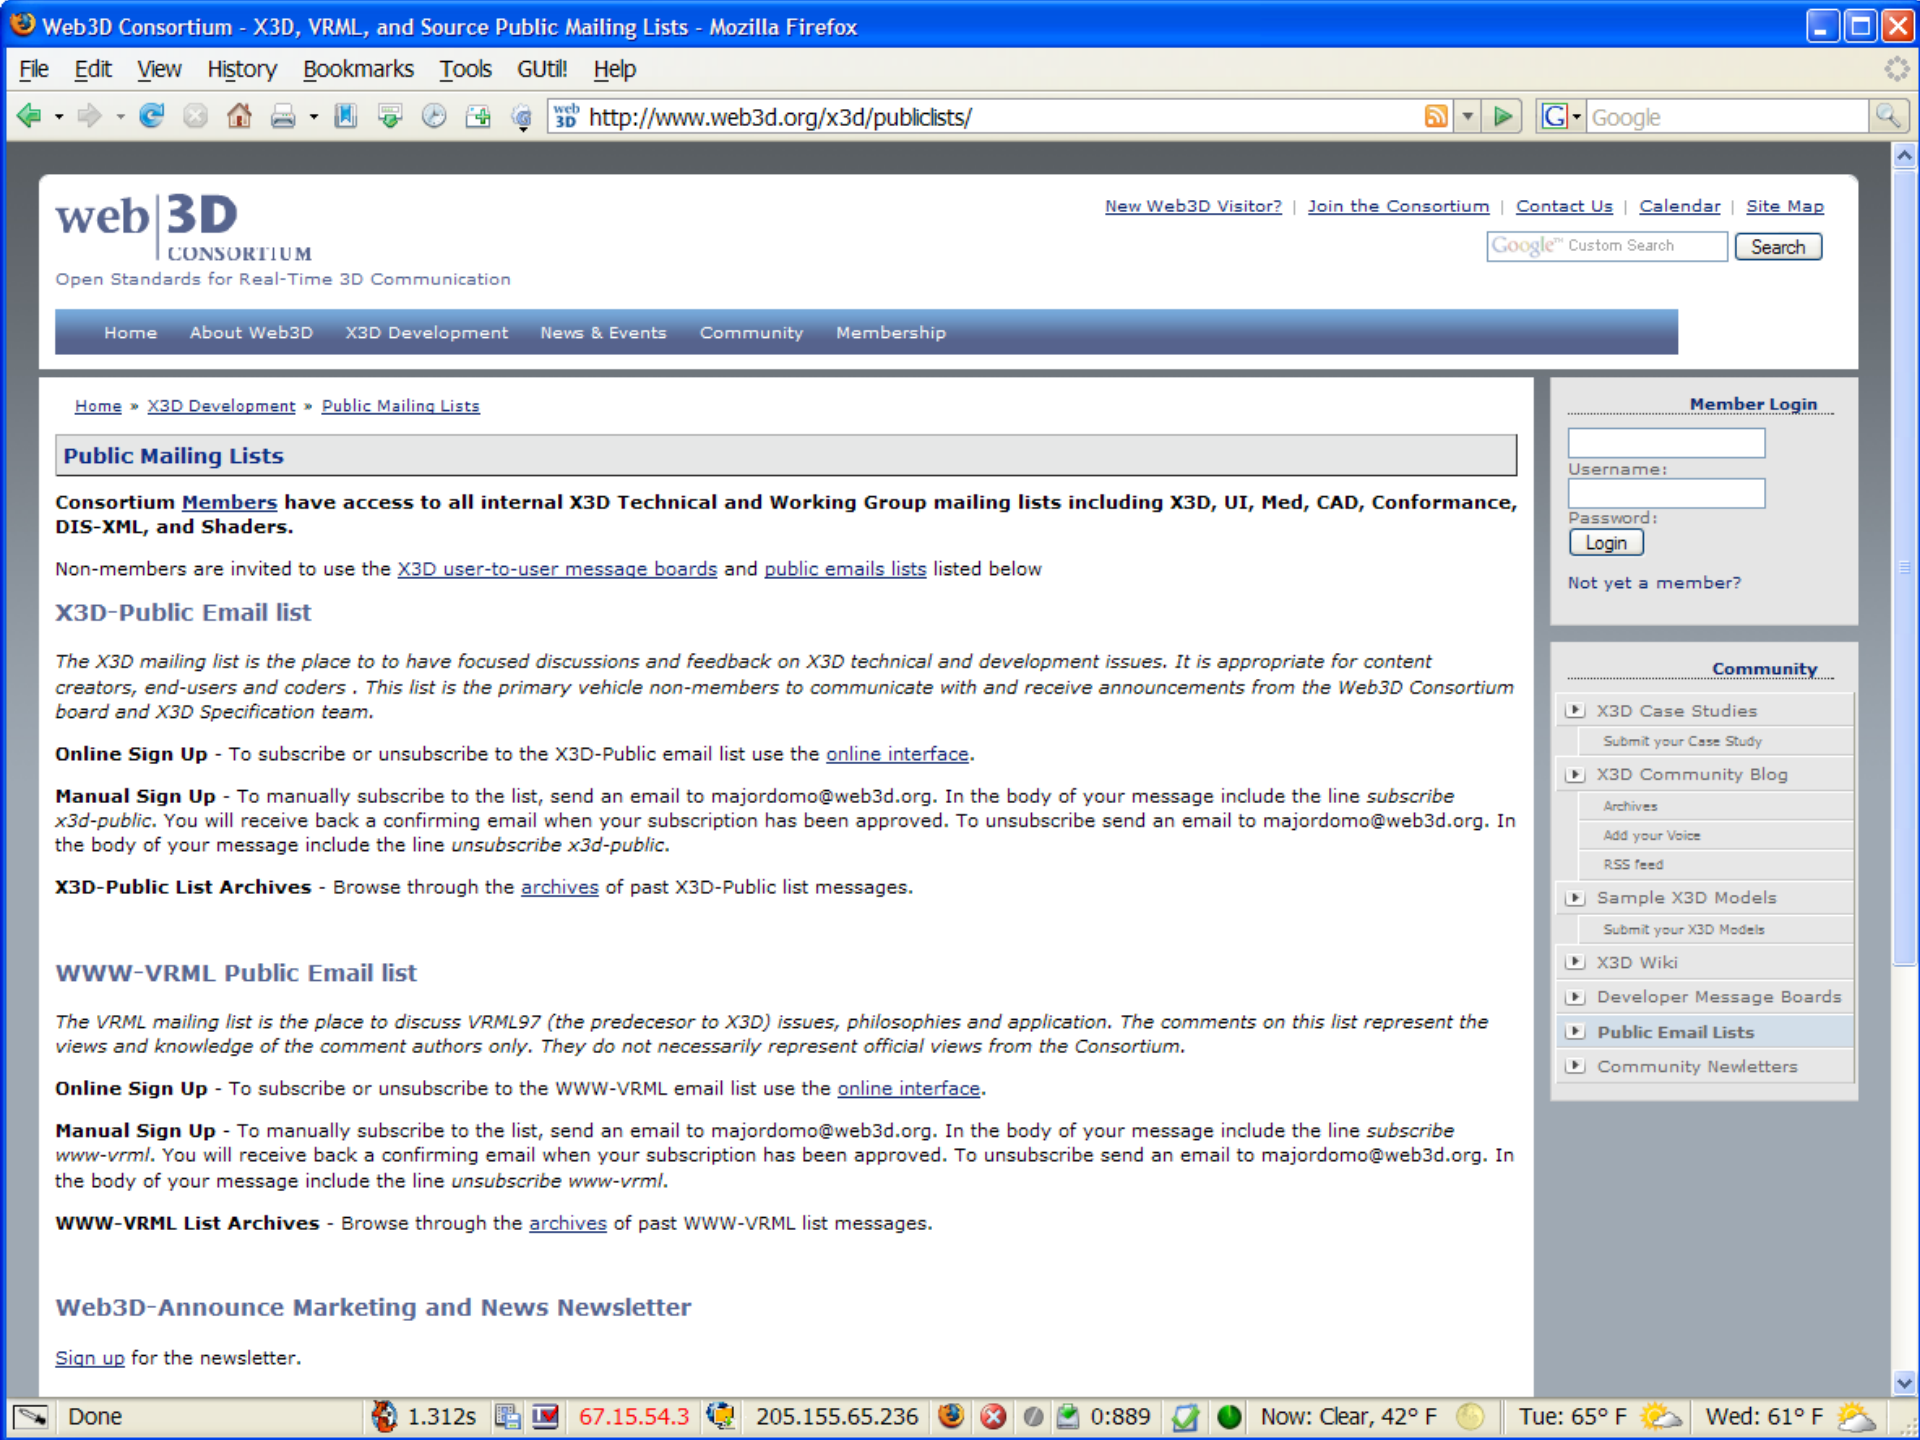 Web3D Consortium - X3D, VRML, and Source Public Mailing Lists - Mozilla Firefox
File Edit View History Bookmarks Tools GUtil! Help
web 3D http://www.web3d.org/x3d/publiclists/ G Google
web 3D CONSORTIUM
Open Standards for Real-Time 3D Communication
New Web3D Visitor? | Join the Consortium | Contact Us | Calendar | Site Map
Google™ Custom Search Search
Home About Web3D X3D Development News & Events Community Membership
Home » X3D Development » Public Mailing Lists
Public Mailing Lists
Consortium Members have access to all internal X3D Technical and Working Group mailing lists including X3D, UI, Med, CAD, Conformance,
DIS-XML, and Shaders.
Non-members are invited to use the X3D user-to-user message boards and public emails lists listed below
X3D-Public Email list
The X3D mailing list is the place to to have focused discussions and feedback on X3D technical and development issues. It is appropriate for content
creators, end-users and coders . This list is the primary vehicle non-members to communicate with and receive announcements from the Web3D Consortium
board and X3D Specification team.
Online Sign Up - To subscribe or unsubscribe to the X3D-Public email list use the online interface.
Manual Sign Up - To manually subscribe to the list, send an email to majordomo@web3d.org. In the body of your message include the line subscribe
x3d-public. You will receive back a confirming email when your subscription has been approved. To unsubscribe send an email to majordomo@web3d.org. In
the body of your message include the line unsubscribe x3d-public.
X3D-Public List Archives - Browse through the archives of past X3D-Public list messages.
WWW-VRML Public Email list
The VRML mailing list is the place to discuss VRML97 (the predecesor to X3D) issues, philosophies and application. The comments on this list represent the
views and knowledge of the comment authors only. They do not necessarily represent official views from the Consortium.
Online Sign Up - To subscribe or unsubscribe to the WWW-VRML email list use the online interface.
Manual Sign Up - To manually subscribe to the list, send an email to majordomo@web3d.org. In the body of your message include the line subscribe
www-vrml. You will receive back a confirming email when your subscription has been approved. To unsubscribe send an email to majordomo@web3d.org. In
the body of your message include the line unsubscribe www-vrml.
WWW-VRML List Archives - Browse through the archives of past WWW-VRML list messages.
Web3D-Announce Marketing and News Newsletter
Sign up for the newsletter.
Member Login
Username:
Password:
Login
Not yet a member?
Community
X3D Case Studies
Submit your Case Study
X3D Community Blog
Archives
Add your Voice
RSS feed
Sample X3D Models
Submit your X3D Models
X3D Wiki
Developer Message Boards
Public Email Lists
Community Newletters
Done 1.312s 67.15.54.3 205.155.65.236 0:889 Now: Clear, 42° F Tue: 65° F Wed: 61° F